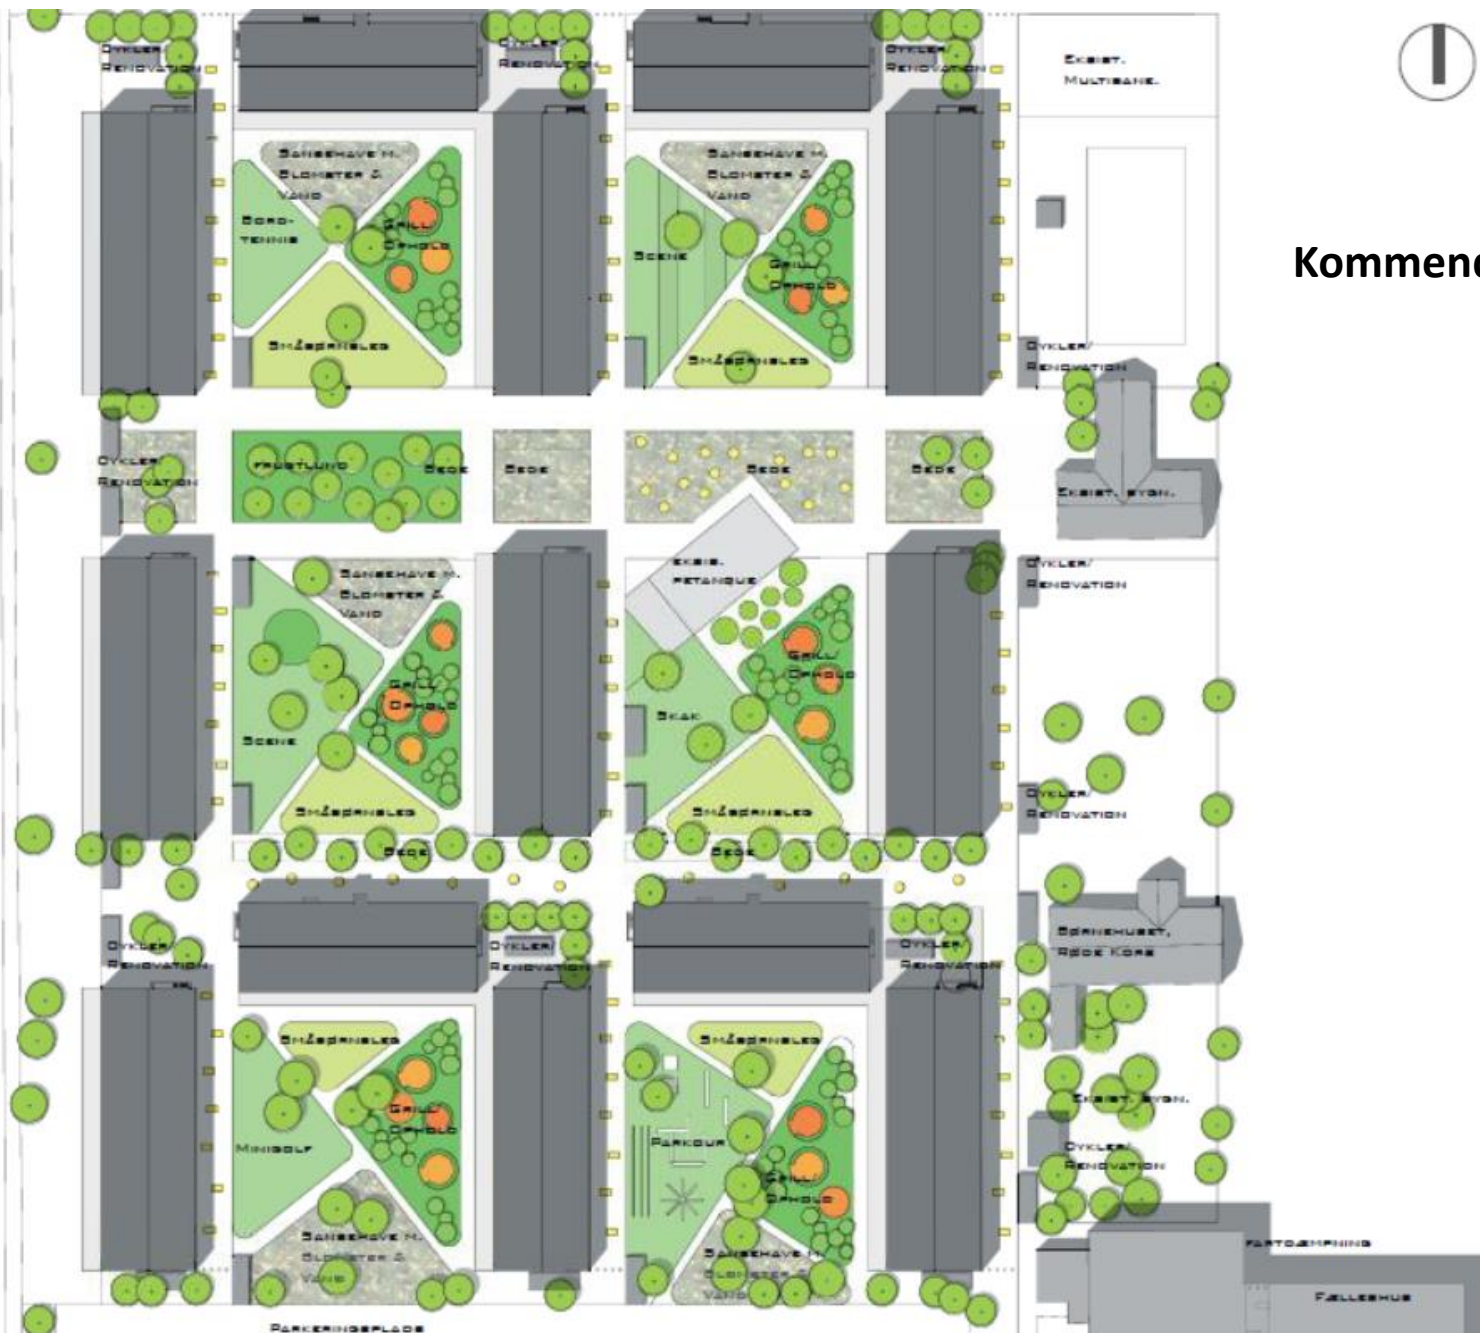 CYKLER/
RENOVATION
CYKLER/
RENOVATION
CYKLER/
RENOVATION
EKSIST.
MULTIBANE.
SANSEHAVE M.
BLOMSTER &
VAND
SANSEHAVE M.
BLOMSTER &
VAND
BORD-
TENNIS
GRILL/
OPHOLD
SCENE
GRILL/
OPHOLD
Kommend
SMÅBØRNSLEG
SMÅBØRNSLEG
CYKLER/
RENOVATION
CYKLER/
RENOVATION
FRUGTLUND
BEDE
BEDE
BEDE
BEDE
EKSIST. BYGN.
SANSEHAVE M.
BLOMSTER &
VAND
EKSIS.
PETANQUE
CYKLER/
RENOVATION
GRILL/
OPHOLD
GRILL/
OPHOLD
SCENE
SKAK
SMÅBØRNSLEG
SMÅBØRNSLEG
CYKLER/
RENOVATION
BEDE
BEDE
CYKLER/
RENOVATION
CYKLER/
RENOVATION
CYKLER/
RENOVATION
BØRNEHUSET,
RØDE KORS
SMÅBØRNSLEG
SMÅBØRNSLEG
GRILL/
OPHOLD
MINIGOLF
PARKOUR
GRILL/
OPHOLD
EKSIST. BYGN.
CYKLER/
RENOVATION
SANSEHAVE M.
BLOMSTER &
VAND
SANSEHAVE M.
BLOMSTER &
VAND
FARTDÆMPNING
FÆLLESHUS
PARKERINGSPLADS